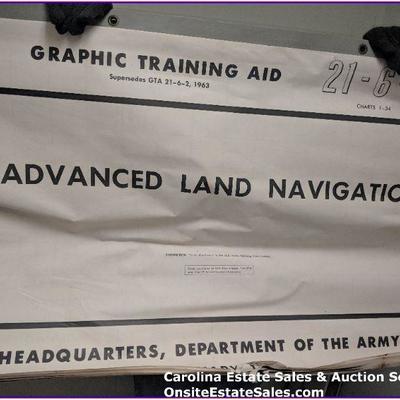 GRAPHIC TRAINING AID
Supersedes GTA 21-6-2, 1963
21-6
CHARTS 1-34
ADVANCED LAND NAVIGATIO
HEADQUARTERS, DEPARTMENT OF THE ARMY
Carolina Estate Sales & Auction Se
OnsiteEstateSales.com